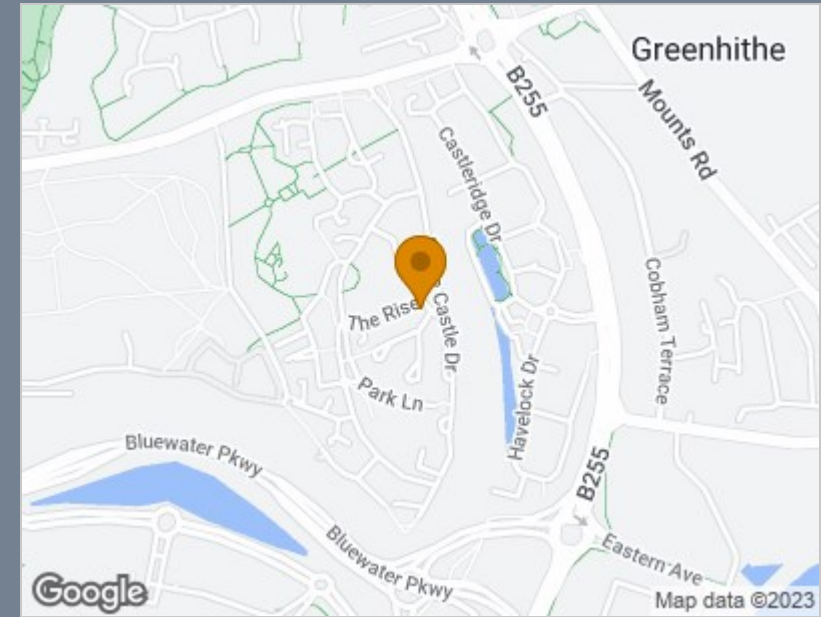 Greenhithe
B255
Mounts Rd
Castleridge Dr
Cobham Terrace
The Rise
Castle Dr
Park Ln
Havelock Dr
Bluewater Pkwy
B255
Bluewater Pkwy
Eastern Ave
Google
Map data ©2023